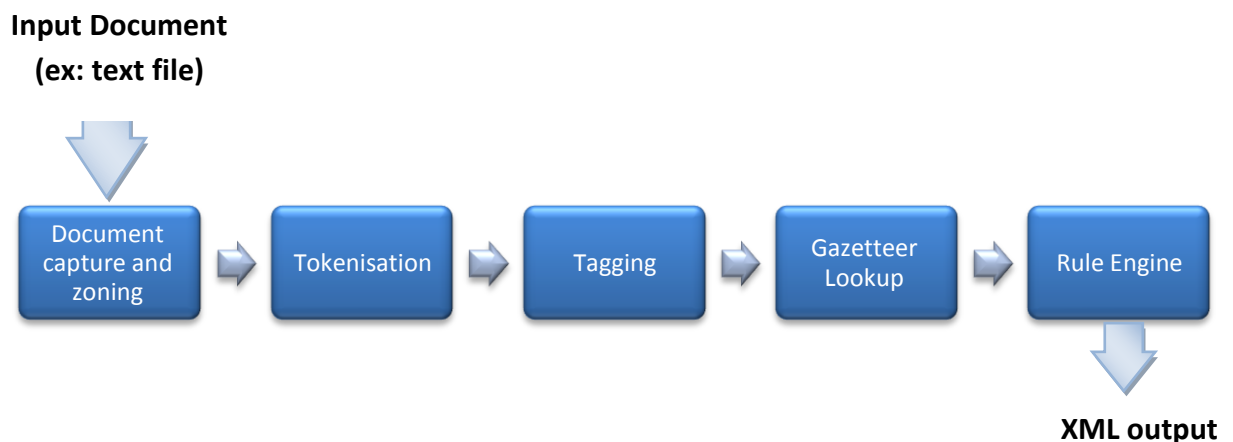 Input Document
(ex: text file)
Document
capture and
zoning
Tokenisation
Tagging
Gazetteer
Lookup
Rule Engine
XML output